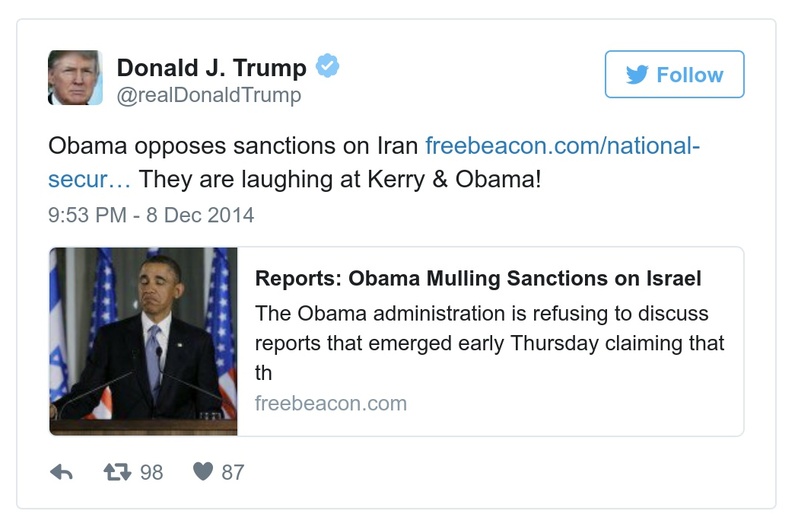 Donald J. Trump
@realDonaldTrump
Follow
Obama opposes sanctions on Iran freebeacon.com/national-
secur… They are laughing at Kerry & Obama!
9:53 PM - 8 Dec 2014
Reports: Obama Mulling Sanctions on Israel
The Obama administration is refusing to discuss
reports that emerged early Thursday claiming that
th
freebeacon.com
98
87